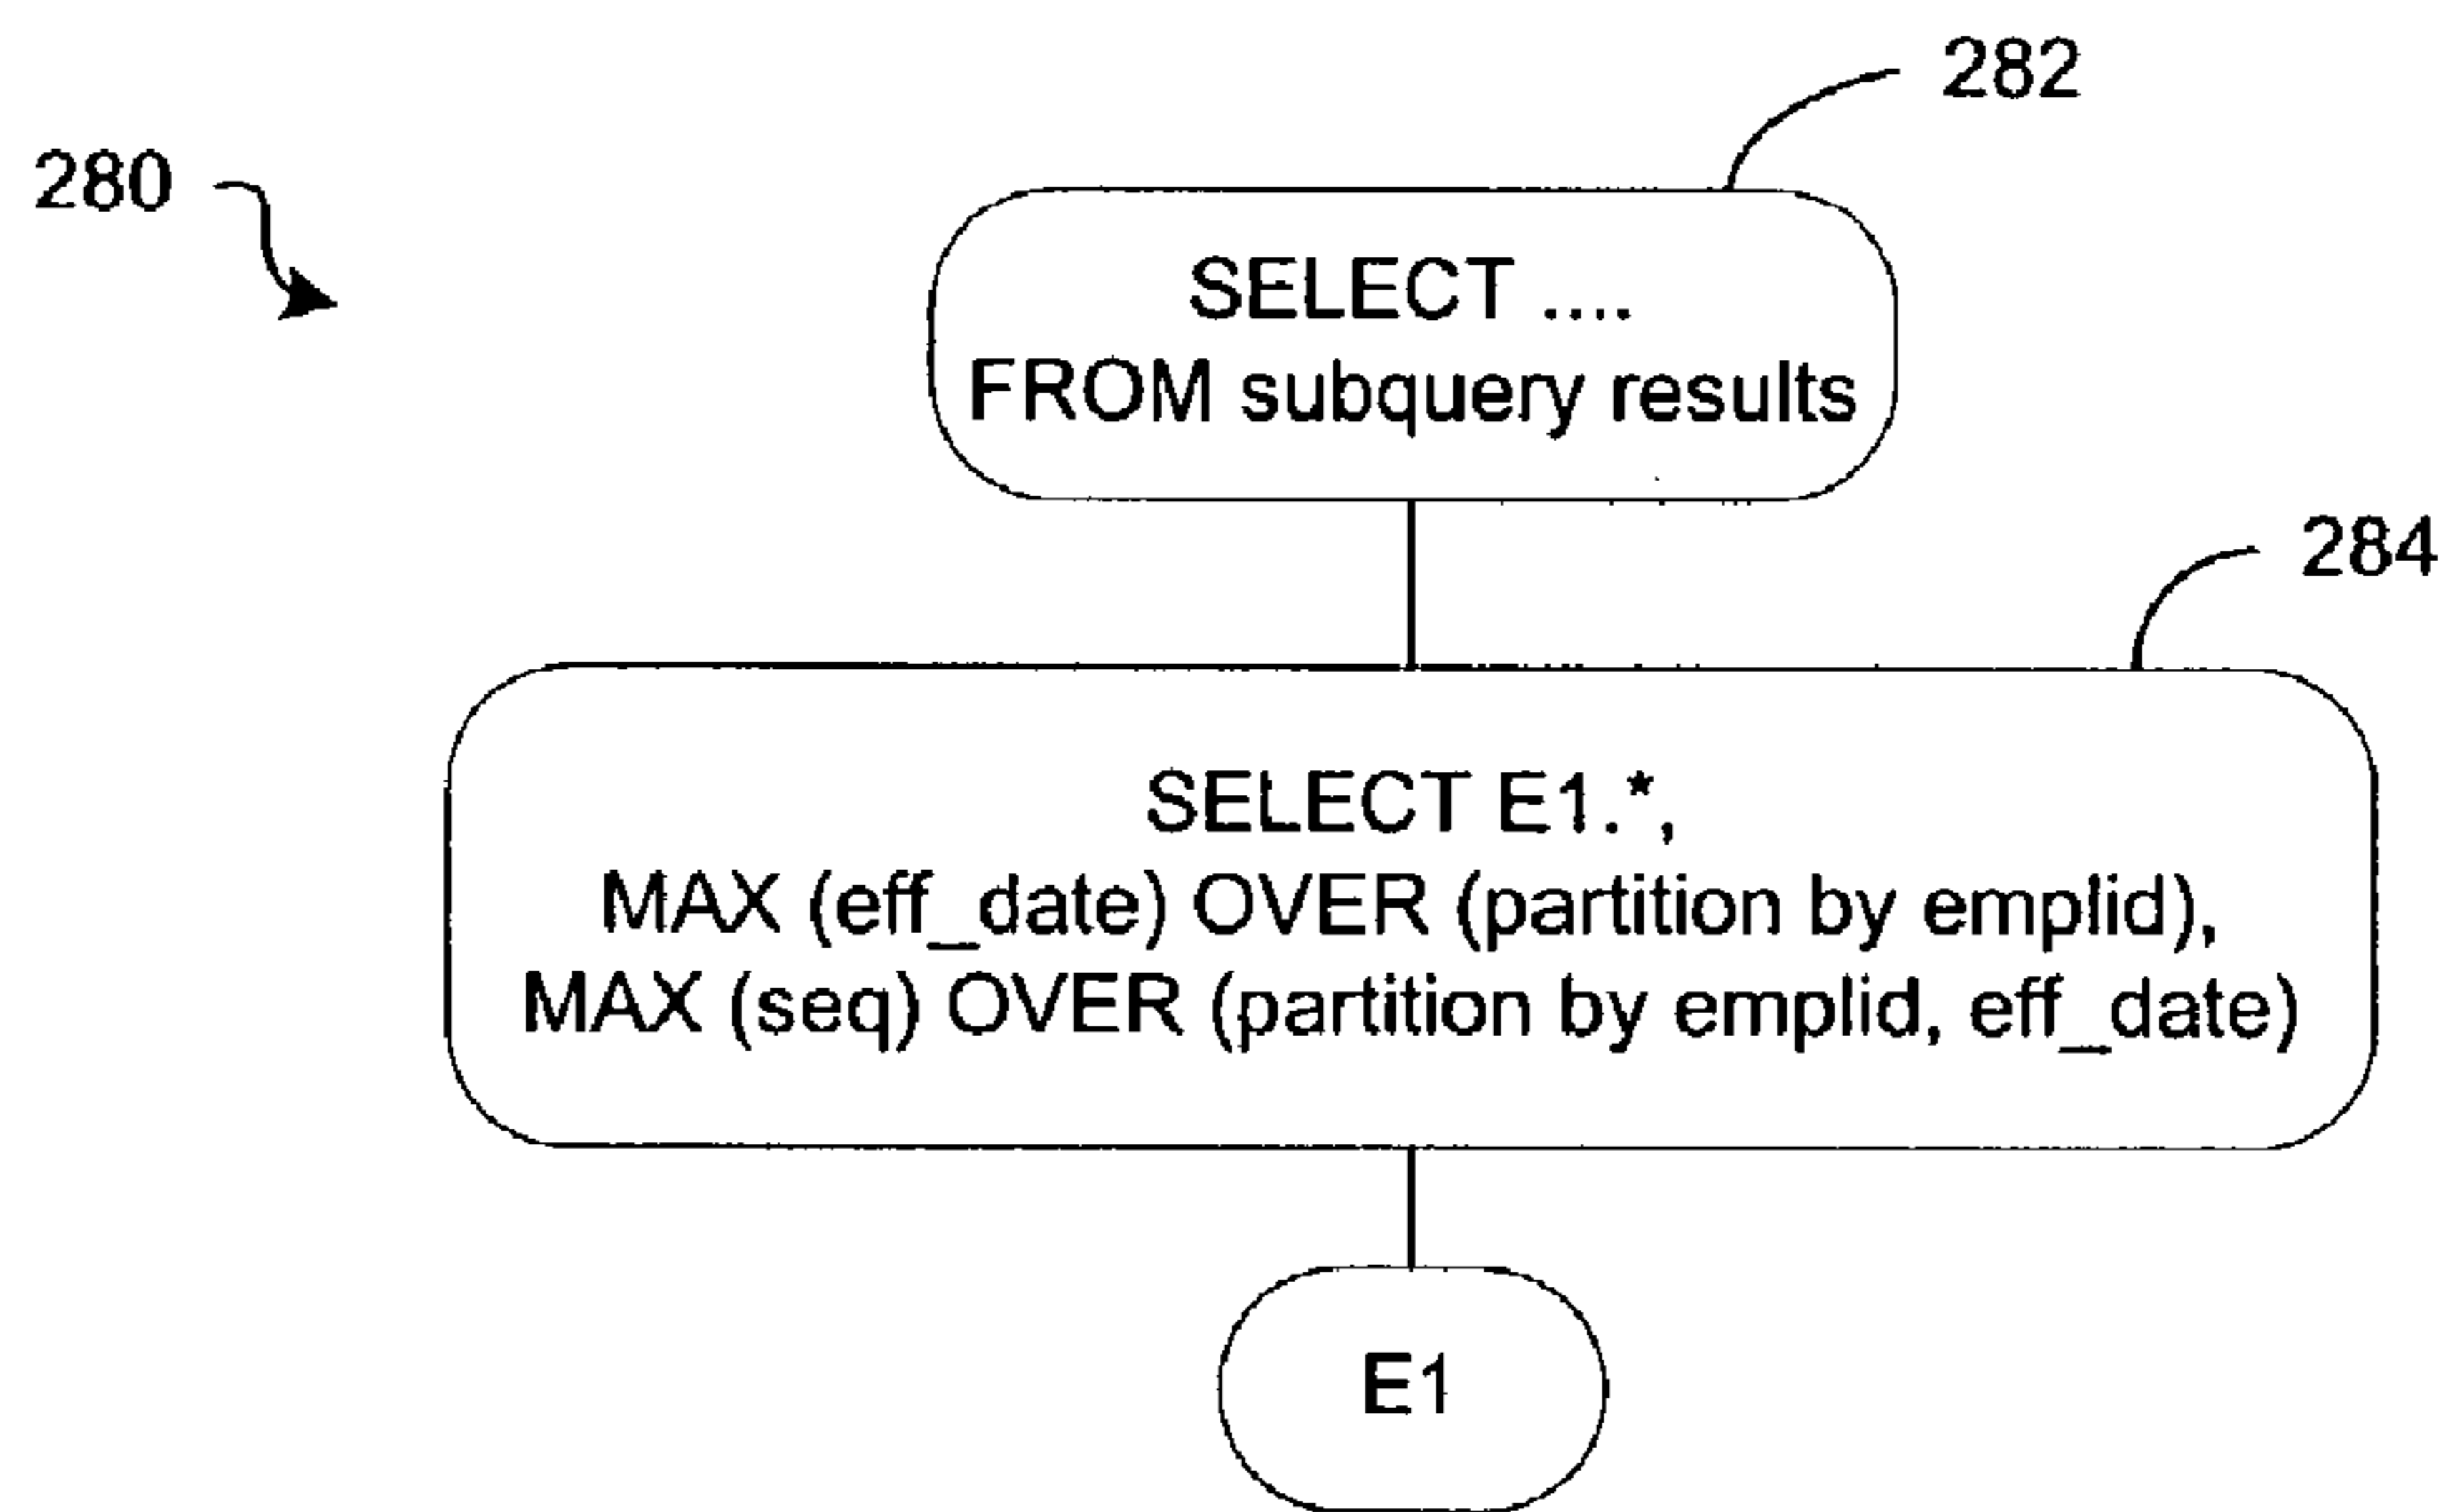 282
280
SELECT ....
FROM subquery results
284
SELECT E1.*,
MAX (eff_date) OVER (partition by emplid),
MAX (seq) OVER (partition by emplid, eff_date)
E1